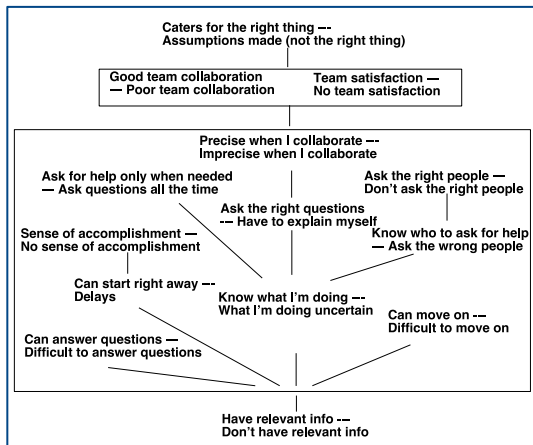 Caters for the right thing ---
Assumptions made (not the right thing)
Good team collaboration
— Poor team collaboration
Team satisfaction —
No team satisfaction
Precise when I collaborate ---
Imprecise when I collaborate
Ask for help only when needed
— Ask questions all the time
Ask the right people —
Don't ask the right people
Ask the right questions
--- Have to explain myself
Sense of accomplishment —
No sense of accomplishment
Know who to ask for help
— Ask the wrong people
Can start right away ---
Delays
Know what I'm doing ---
What I'm doing uncertain
Can move on ---
Difficult to move on
Can answer questions —
Difficult to answer questions
Have relevant info ---
Don't have relevant info